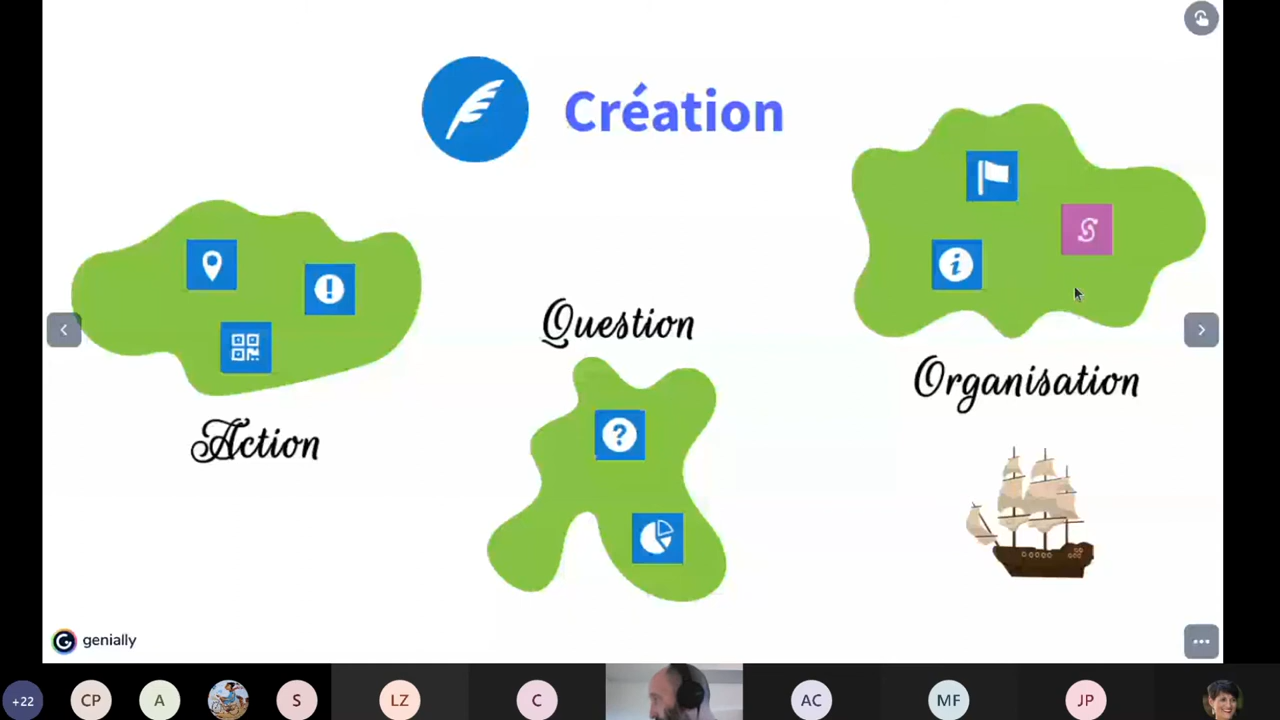 Création
Action
Question
Organisation
genially
+22
CP
A
S
LZ
C
AC
MF
JP